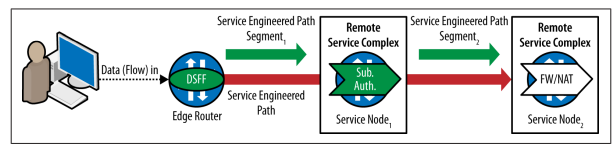 Data (Flow) in
DSFF
Edge Router
Service Engineered Path
Segment1
Service Engineered
Path
Remote
Service Complex
Sub.
Auth.
Service Node1
Service Engineered Path
Segment2
Remote
Service Complex
FW/NAT
Service Node2